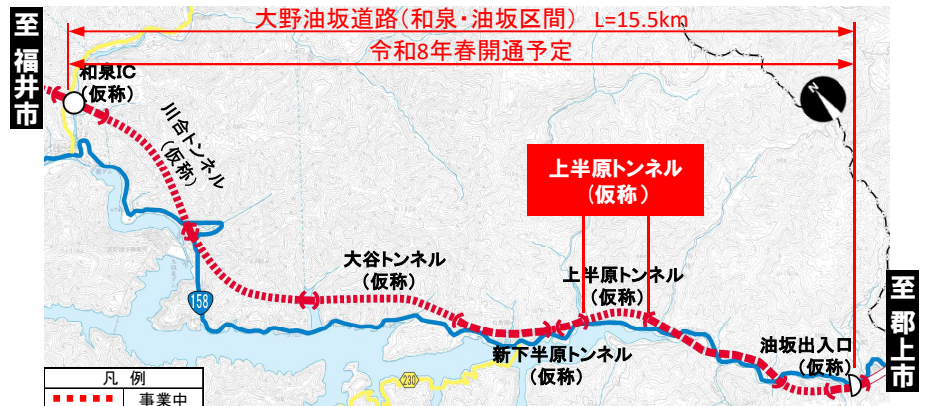 大野油坂道路（和泉・油坂区間） L=15.5km
令和8年春開通予定
至 福井市
和泉IC
（仮称）
川合トンネル
（仮称）
上半原トンネル
（仮称）
大谷トンネル
（仮称）
上半原トンネル
（仮称）
158
至 郡上市
新下半原トンネル
（仮称）
油坂出入口
（仮称）
230
凡 例
事業中
N